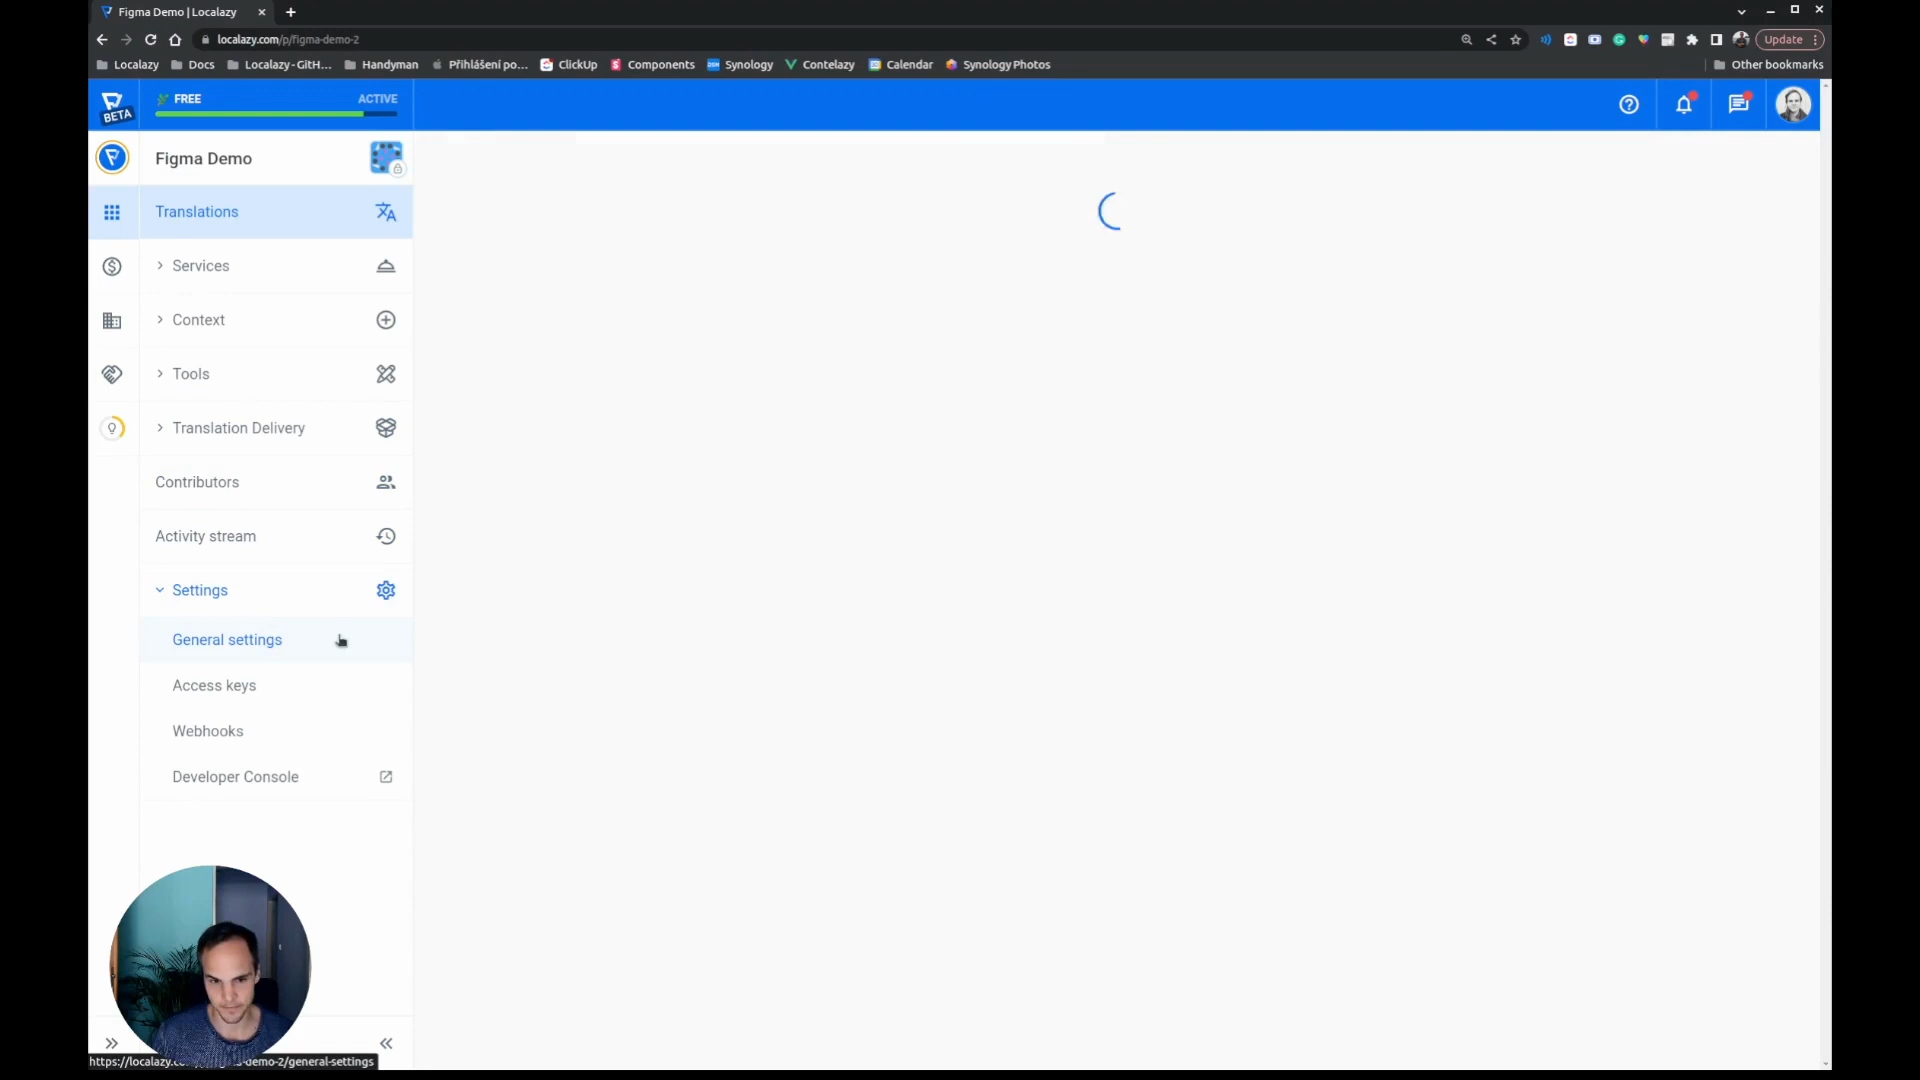 Figma Demo | Localazy
localazy.com/p/figma-demo-2
Update
Localazy
Docs
Localazy - GitH...
Handyman
Přihlášení po...
ClickUp
Components
Synology
Contelazy
Calendar
Synology Photos
Other bookmarks
BETA
FREE
ACTIVE
Figma Demo
Translations
Services
Context
Tools
Translation Delivery
Contributors
Activity stream
Settings
General settings
Access keys
Webhooks
Developer Console
https://localazy.c
-demo-2/general-settings